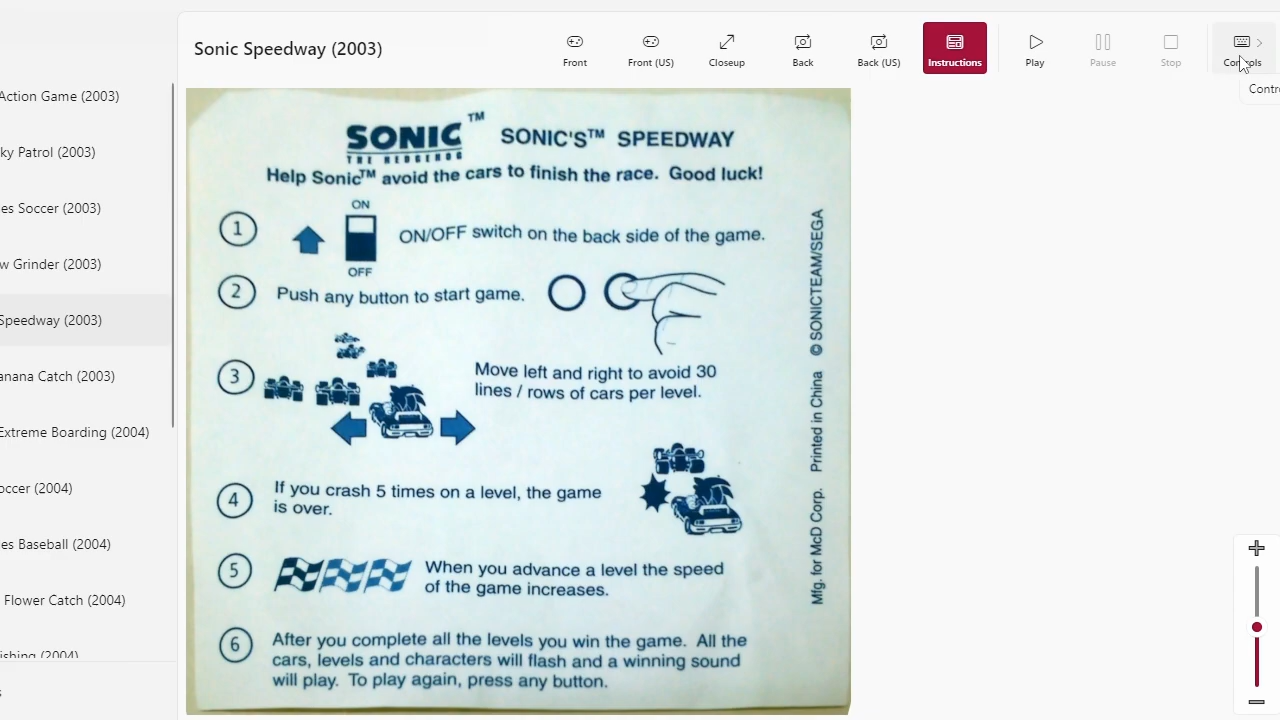 Sonic Speedway (2003)
Front
Front (US)
Closeup
Back
Back (US)
Instructions
Play
Pause
Stop
Controls
Contr
Action Game (2003)
ky Patrol (2003)
es Soccer (2003)
w Grinder (2003)
Speedway (2003)
anana Catch (2003)
Extreme Boarding (2004)
occer (2004)
es Baseball (2004)
Flower Catch (2004)
ishing (2004)
s
SONIC TM
THE HEDGEHOG
SONIC'S™ SPEEDWAY
Help Sonic™ avoid the cars to finish the race. Good luck!
1
ON
OFF
ON/OFF switch on the back side of the game.
2
Push any button to start game.
3
Move left and right to avoid 30
lines / rows of cars per level.
4
If you crash 5 times on a level, the game
is over.
5
When you advance a level the speed
of the game increases.
6
After you complete all the levels you win the game. All the
cars, levels and characters will flash and a winning sound
will play. To play again, press any button.
Mfg. for McD Corp. Printed in China © SONICTEAM/SEGA